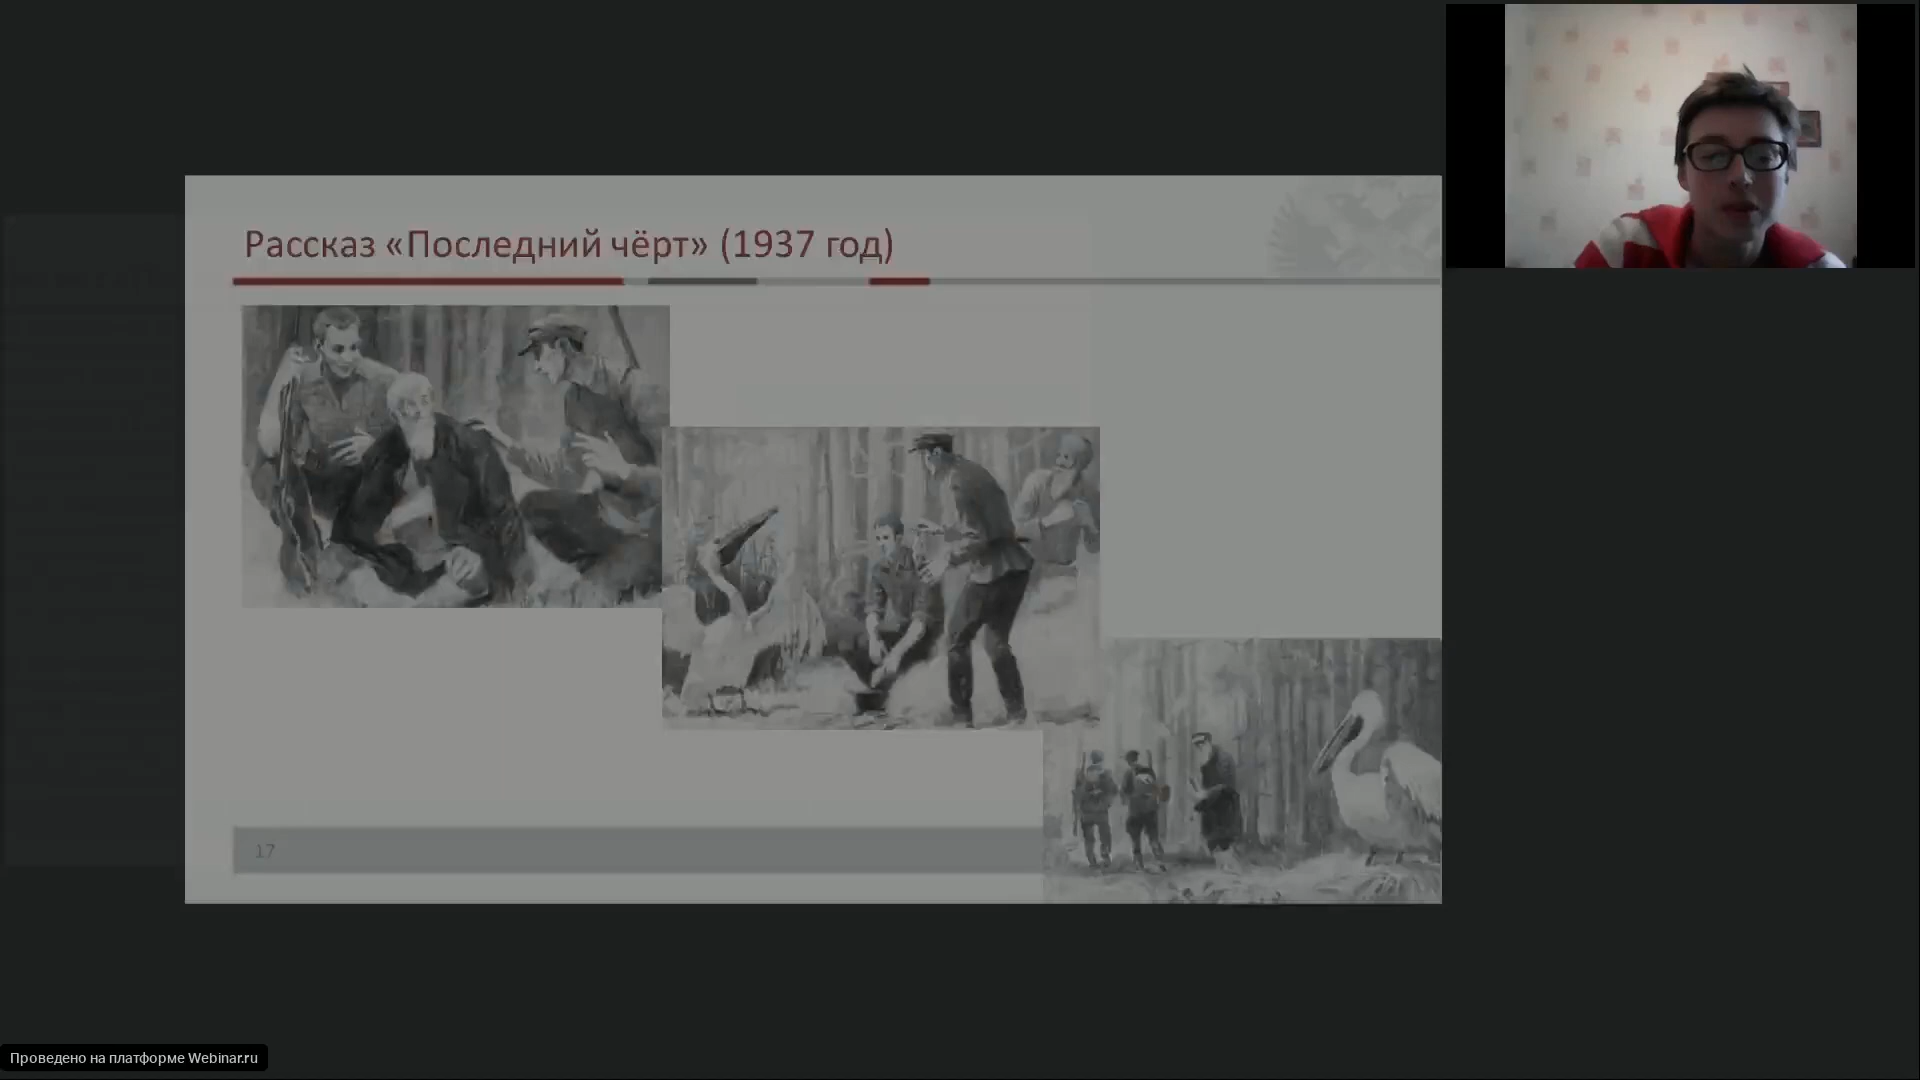 Рассказ «Последний чёрт» (1937 год)
17
Проведено на платформе Webinar.ru